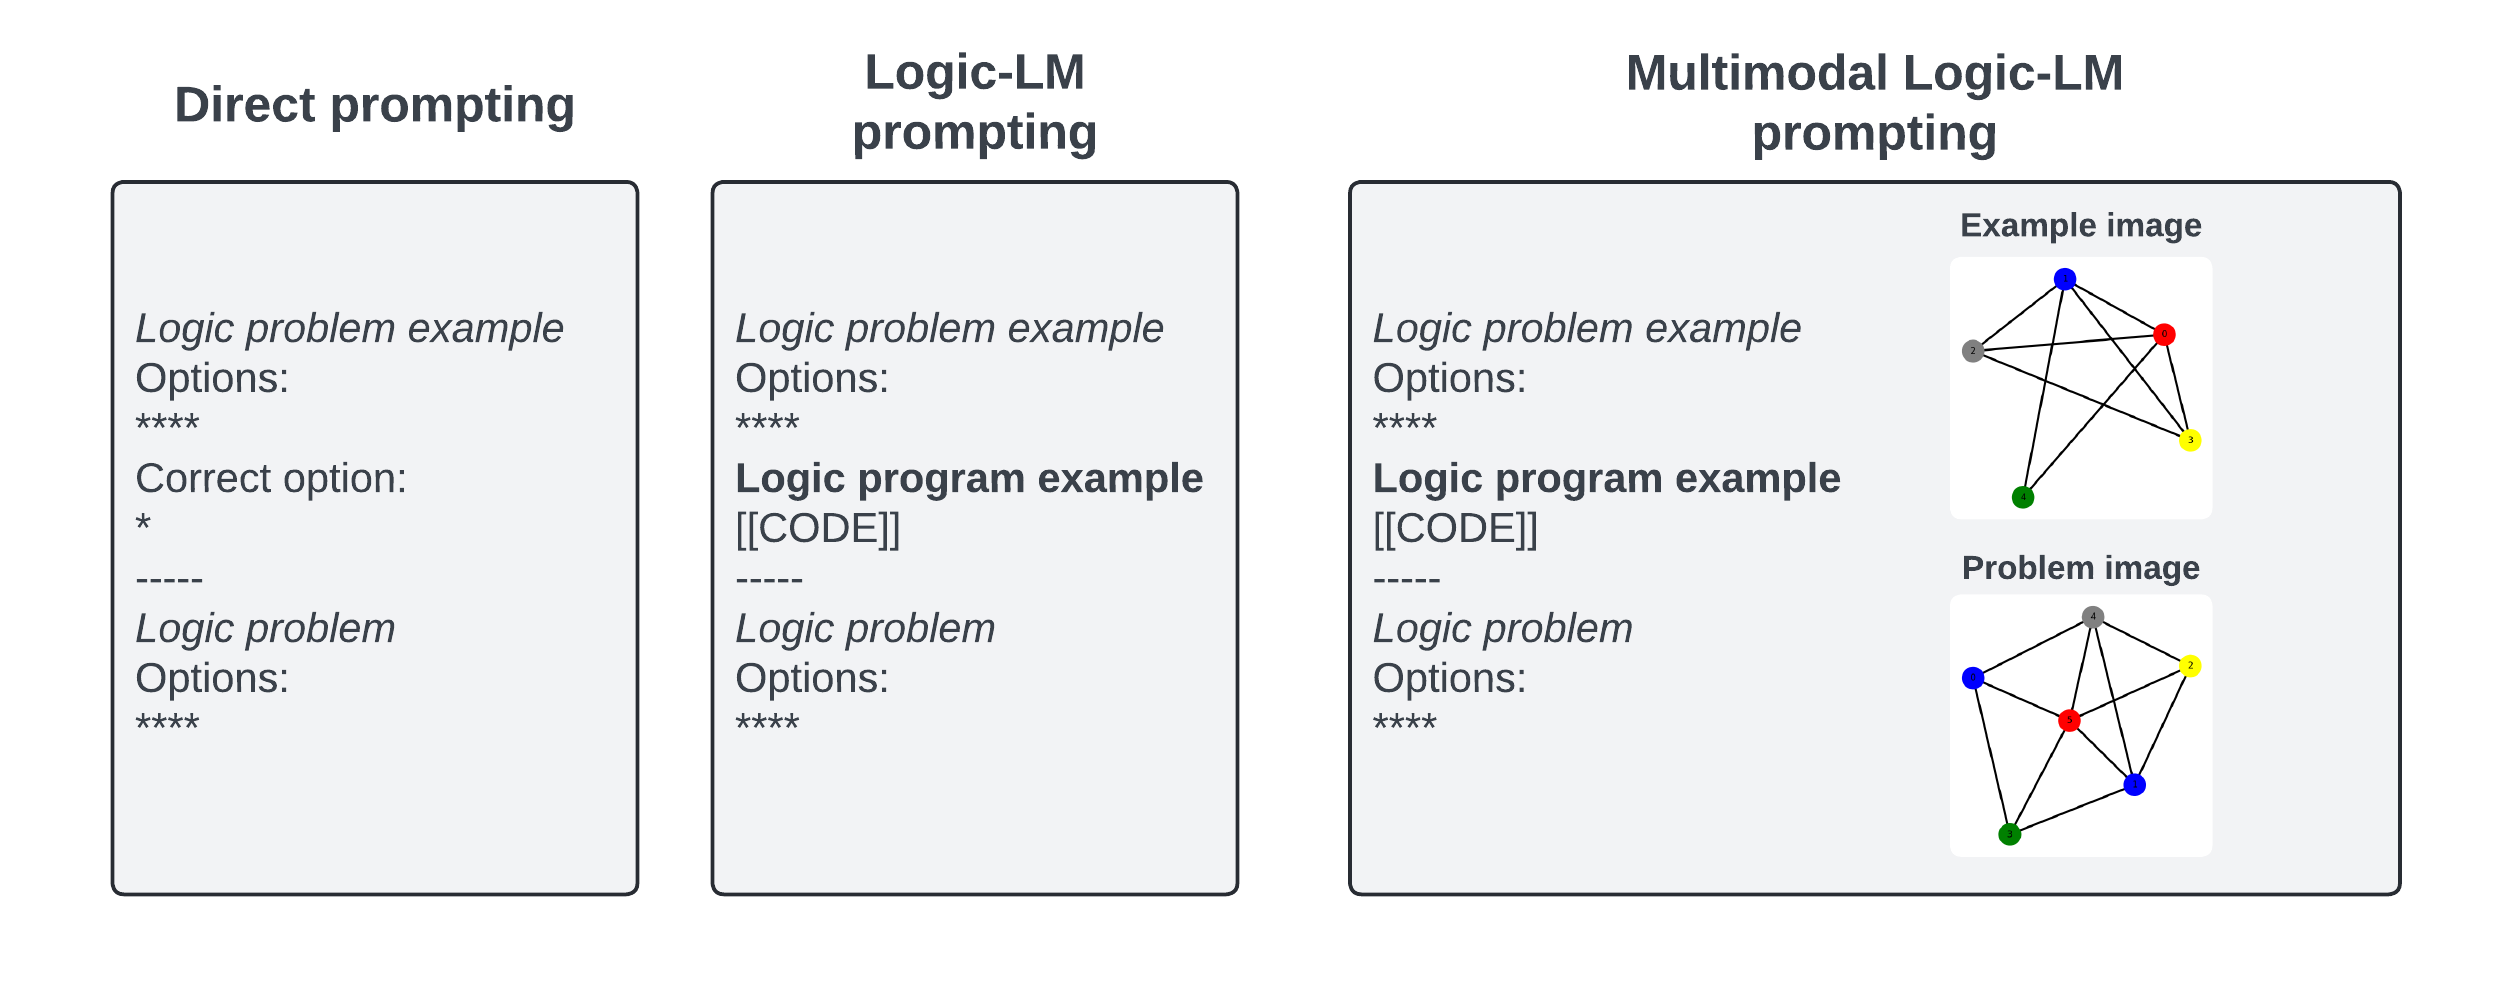 Direct prompting
Logic problem example
Options:
****
Correct option:
*
-----
Logic problem
Options:
****
Logic-LM
prompting
Logic problem example
Options:
****
Logic program example
[[CODE]]
-----
Logic problem
Options:
****
Multimodal Logic-LM
prompting
Logic problem example
Options:
****
Logic program example
[[CODE]]
-----
Logic problem
Options:
****
Example image
0
2
3
4
Problem image
4
2
5
3